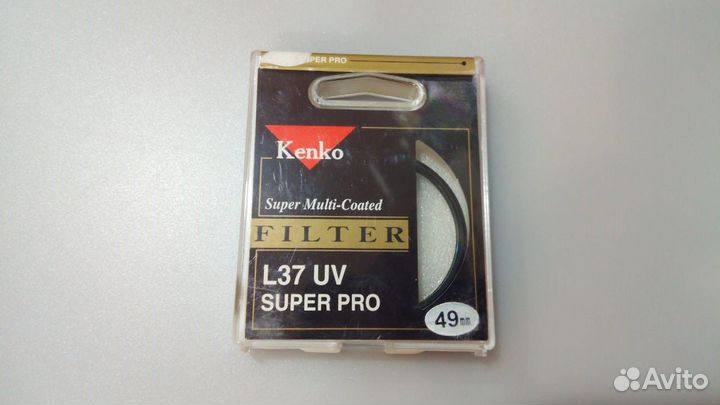 SUPER PRO
Kenko
Super Multi-Coated
FILTER
L37 UV
SUPER PRO
49mm
Avito